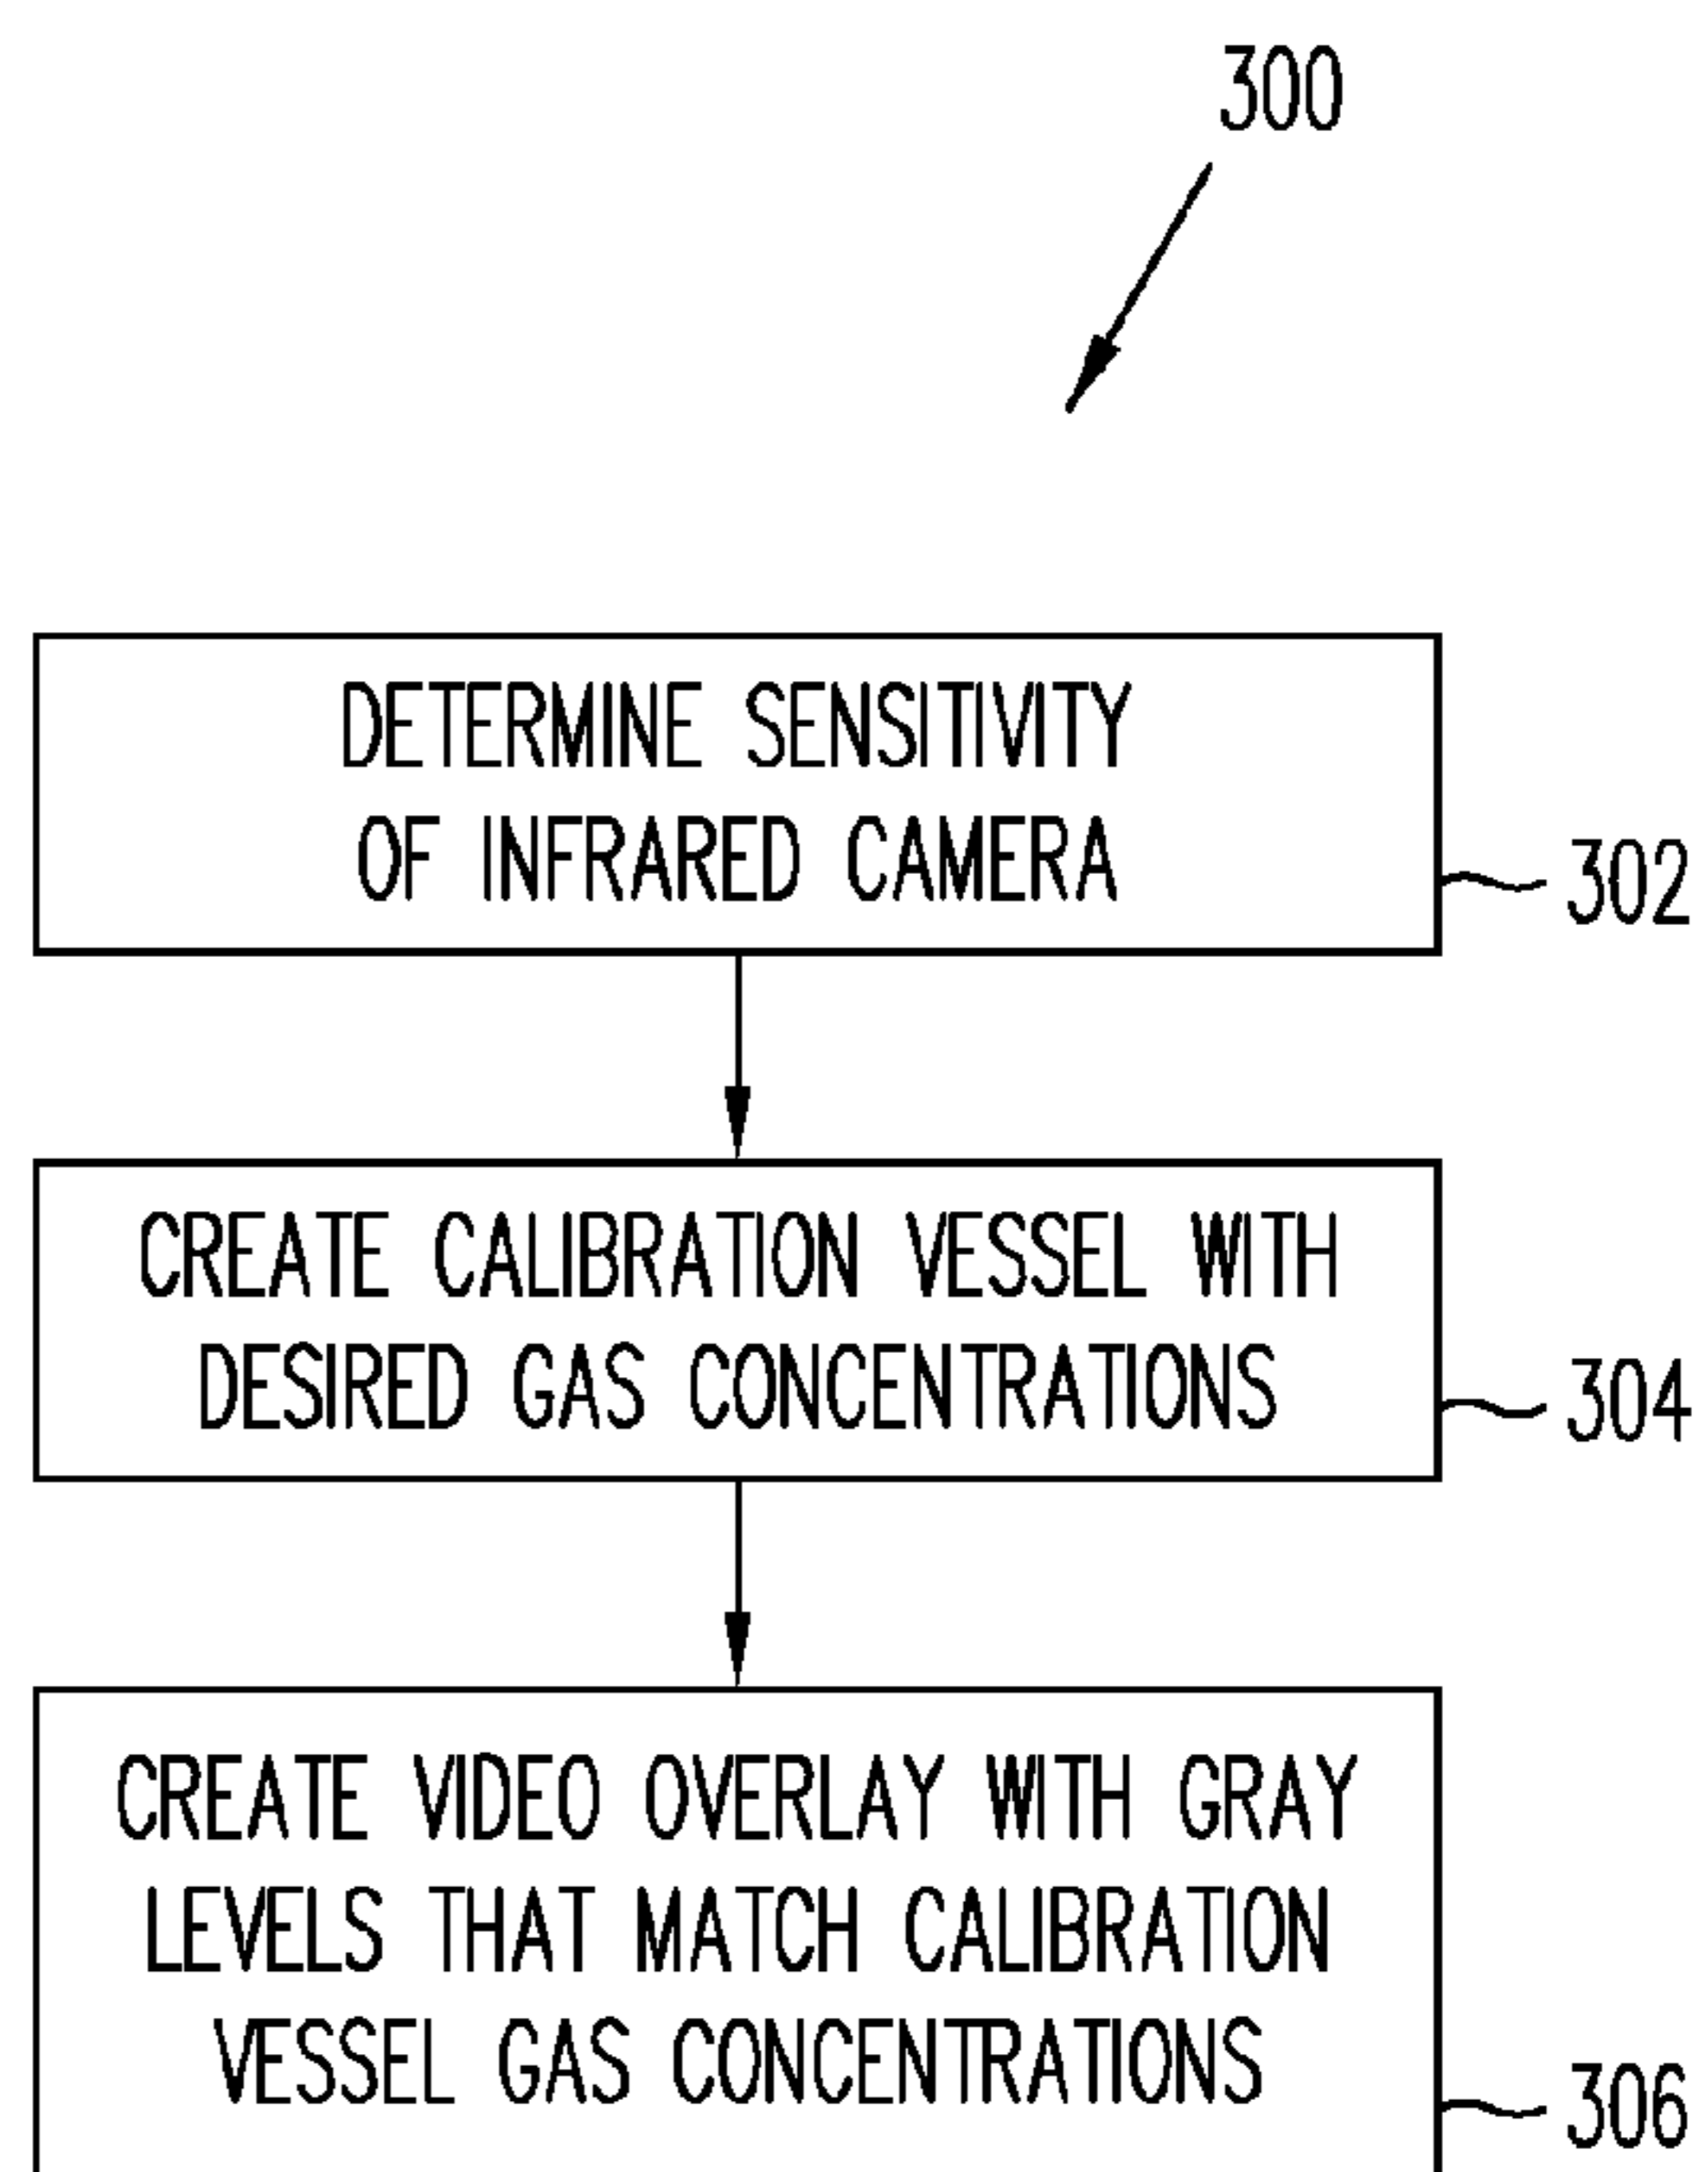 300
DETERMINE SENSITIVITY
OF INFRARED CAMERA
302
CREATE CALIBRATION VESSEL WITH
DESIRED GAS CONCENTRATIONS
304
CREATE VIDEO OVERLAY WITH GRAY
LEVELS THAT MATCH CALIBRATION
VESSEL GAS CONCENTRATIONS
306